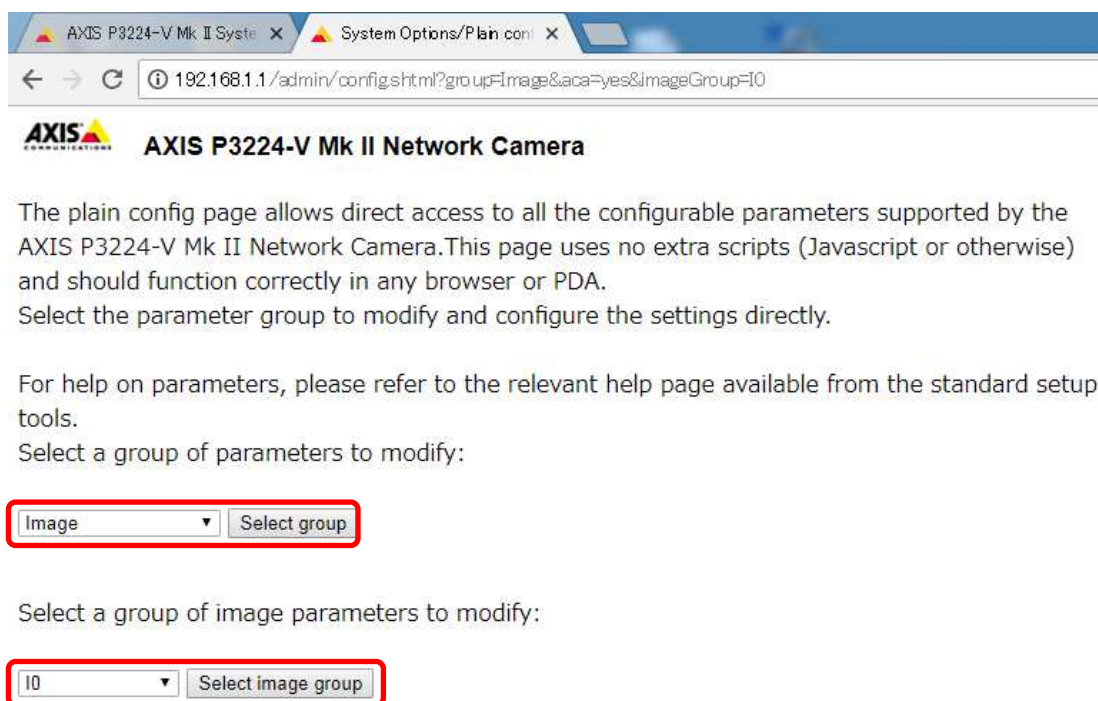 AXIS P3224-V Mk II Syste
System Options/Plain con
192.168.1.1/admin/config.shtml?group=Image&aca=yes&imageGroup=I0
AXIS
COMMUNICATIONS
AXIS P3224-V Mk II Network Camera
The plain config page allows direct access to all the configurable parameters supported by the
AXIS P3224-V Mk II Network Camera.This page uses no extra scripts (Javascript or otherwise)
and should function correctly in any browser or PDA.
Select the parameter group to modify and configure the settings directly.
For help on parameters, please refer to the relevant help page available from the standard setup
tools.
Select a group of parameters to modify:
Image Select group
Select a group of image parameters to modify:
I0 Select image group